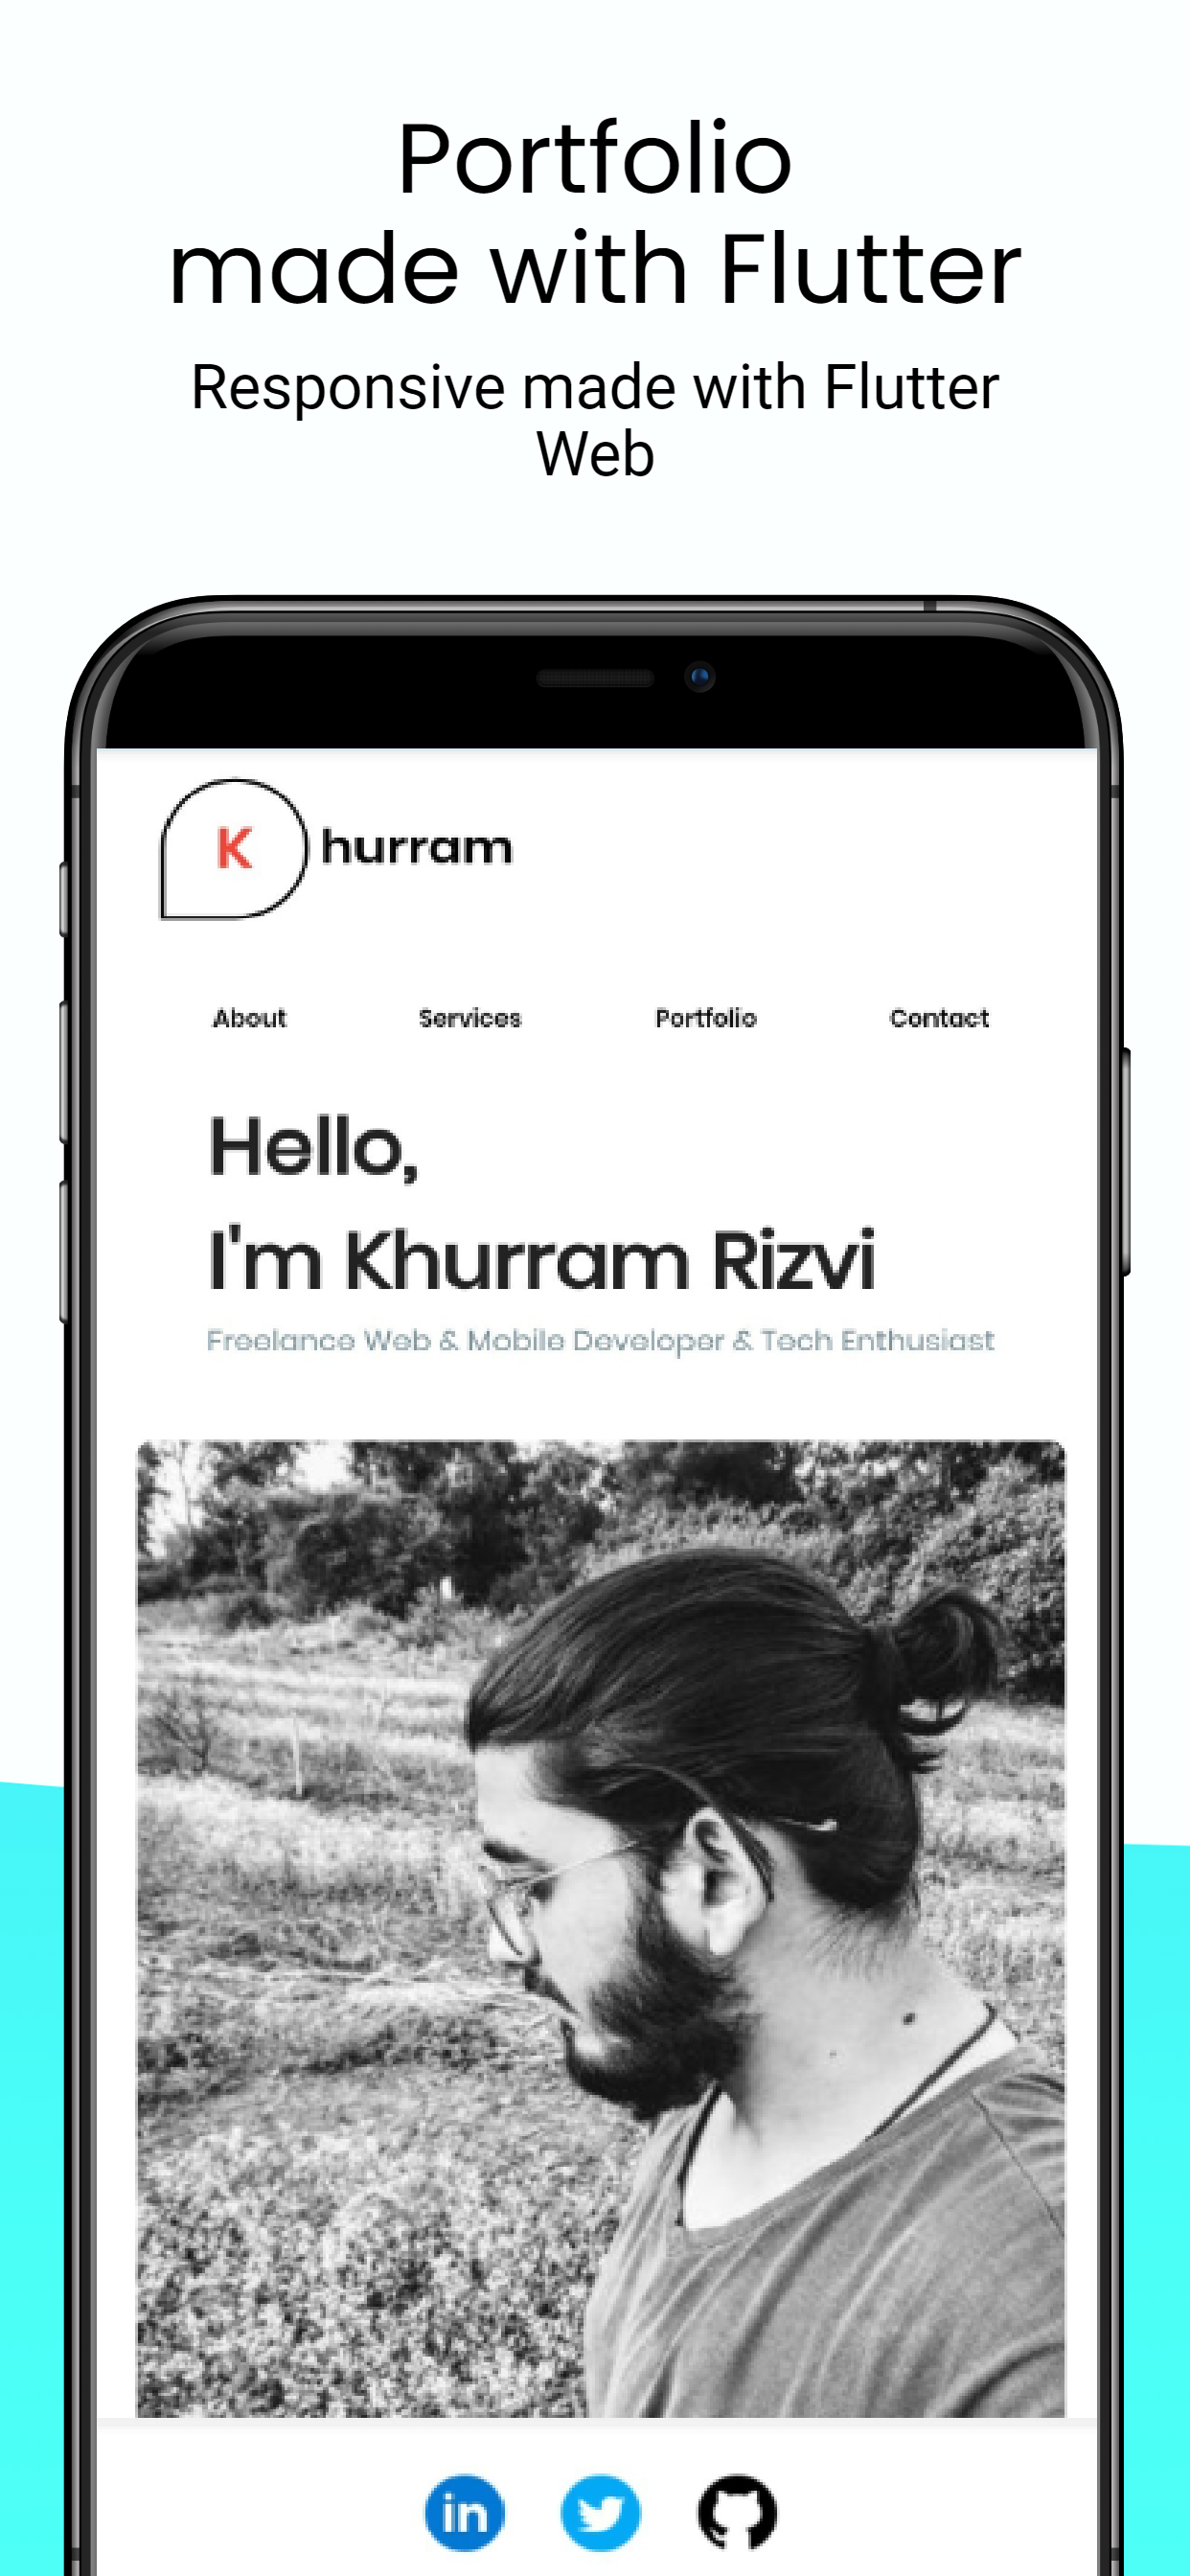 Portfolio
made with Flutter
Responsive made with Flutter
Web
K hurram
About Services Portfolio Contact
Hello,
I'm Khurram Rizvi
Freelance Web & Mobile Developer & Tech Enthusiast
in